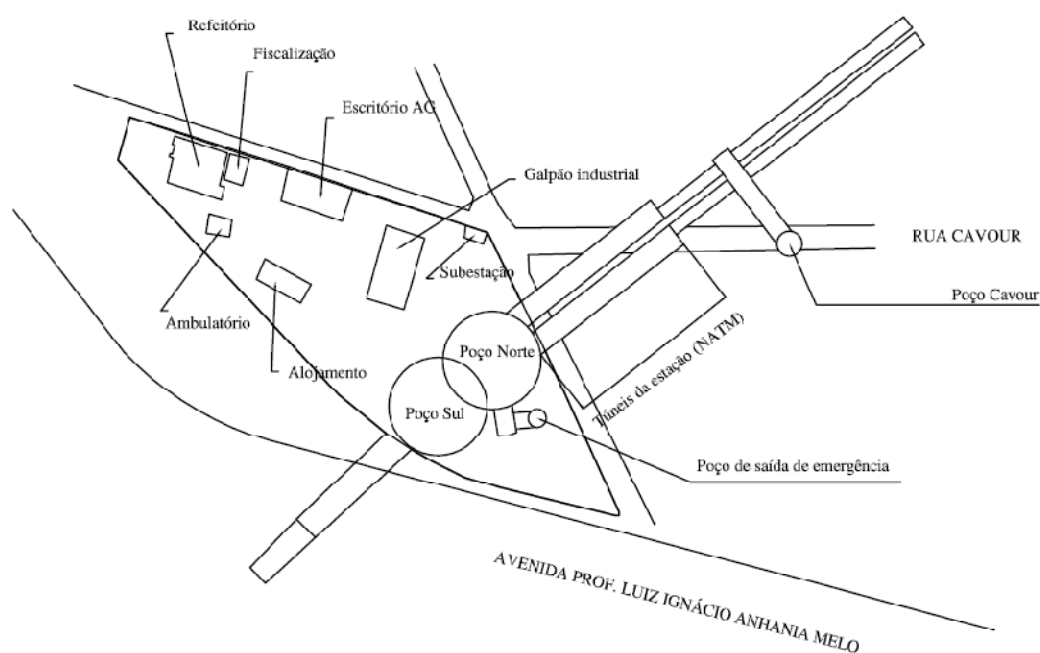 Refeitório
Fiscalização
Escritório AG
Galpão industrial
RUA CAVOUR
Subestação
Poço Cavour
Ambulatório
Poço Norte
Alojamento
Túneis da estação (NATM)
Poço Sul
Poço de saída de emergência
AVENIDA PROF. LUIZ IGNÁCIO ANHANIA MELO